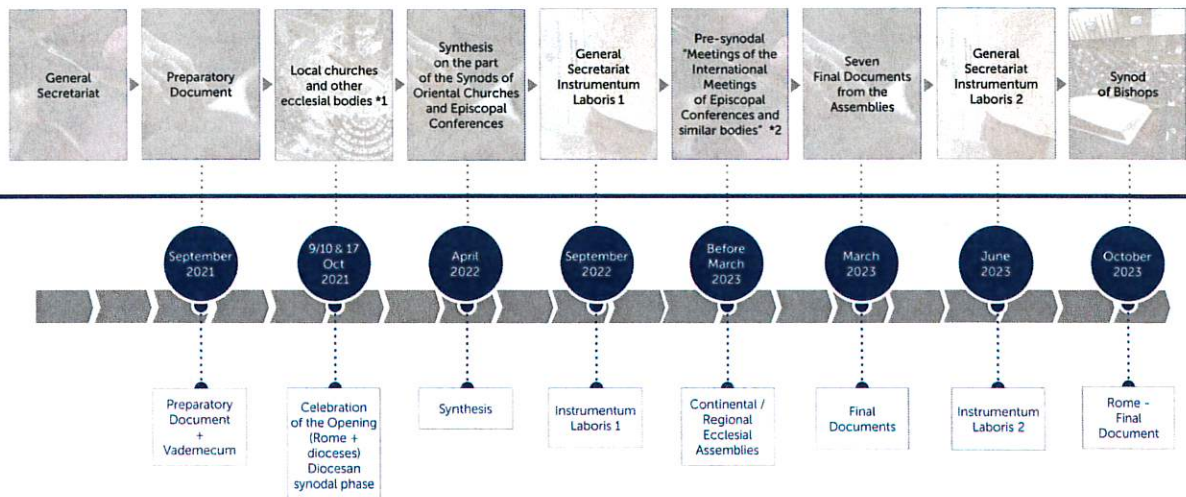 General
Secretariat
Preparatory
Document
Local churches
and other
ecclesial bodies *1
Synthesis
on the part
of the Synods of
Oriental Churches
and Episcopal
Conferences
General
Secretariat
Instrumentum
Laboris 1
Pre-synodal
"Meetings of the
International
Meetings
of Episcopal
Conferences and
similar bodies" *2
Seven
Final Documents
from the
Assemblies
General
Secretariat
Instrumentum
Laboris 2
Synod
of Bishops
September
2021
9/10 & 17
Oct
2021
April
2022
September
2022
Before
March
2023
March
2023
June
2023
October
2023
Preparatory
Document
+
Vademecum
Celebration
of the Opening
(Rome +
dioceses)
Diocesan
synodal phase
Synthesis
Instrumentum
Laboris 1
Continental /
Regional
Ecclesial
Assemblies
Final
Documents
Instrumentum
Laboris 2
Rome -
Final
Document